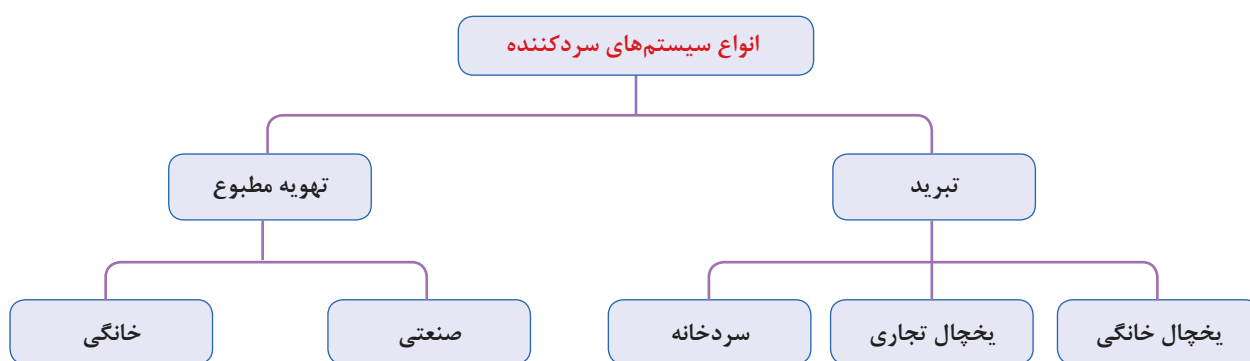 انواع سیستم‌های سردکننده
تبرید
تهویه مطبوع
یخچال خانگی
یخچال تجاری
سردخانه
صنعتی
خانگی